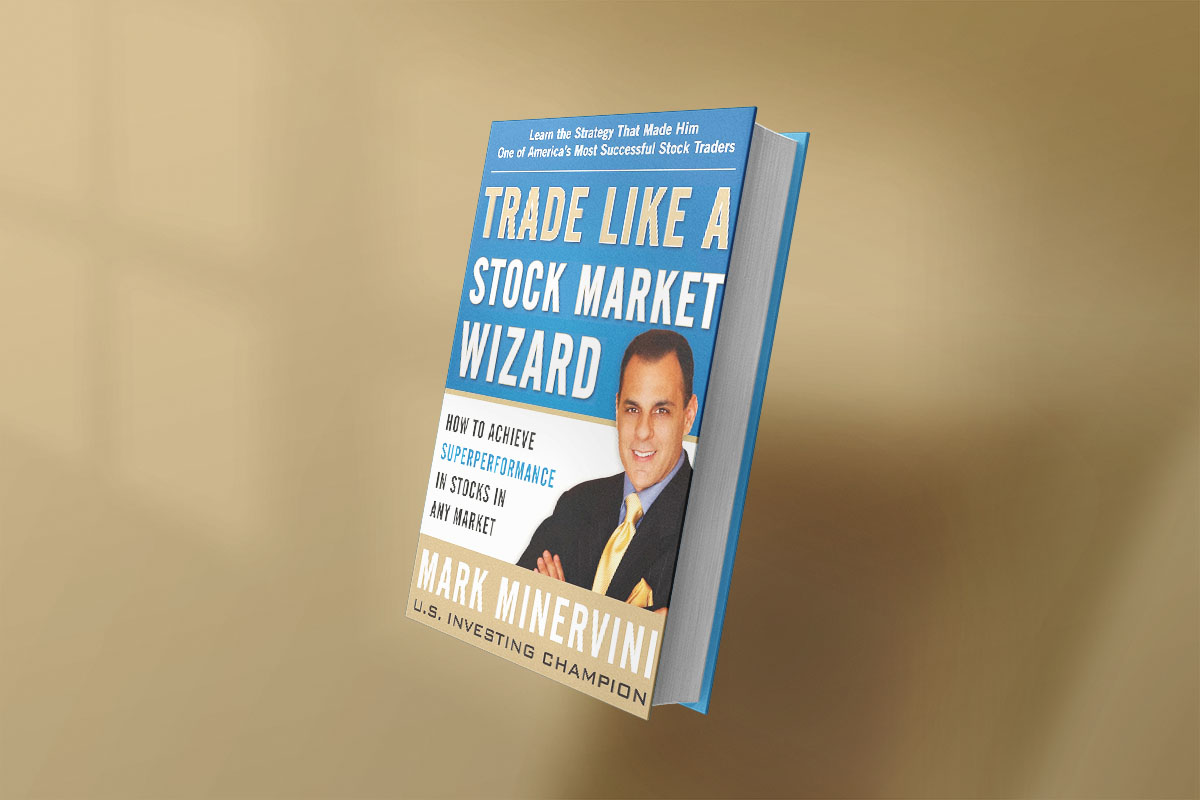 Learn the Strategy That Made Him
One of America's Most Successful Stock Traders
TRADE LIKE A
STOCK MARKET
WIZARD
HOW TO ACHIEVE
SUPERPERFORMANCE
IN STOCKS IN
ANY MARKET
MARK MINERVINI
U.S. INVESTING CHAMPION